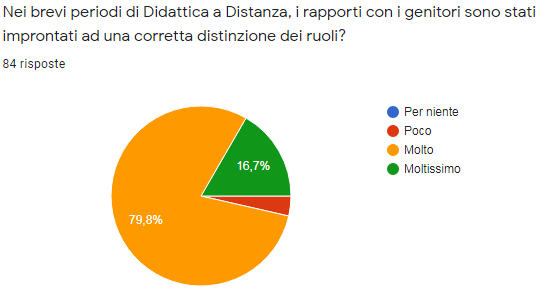 Nei brevi periodi di Didattica a Distanza, i rapporti con i genitori sono stati
improntati ad una corretta distinzione dei ruoli?
84 risposte
Per niente
Poco
Molto
Moltissimo
16,7%
79,8%